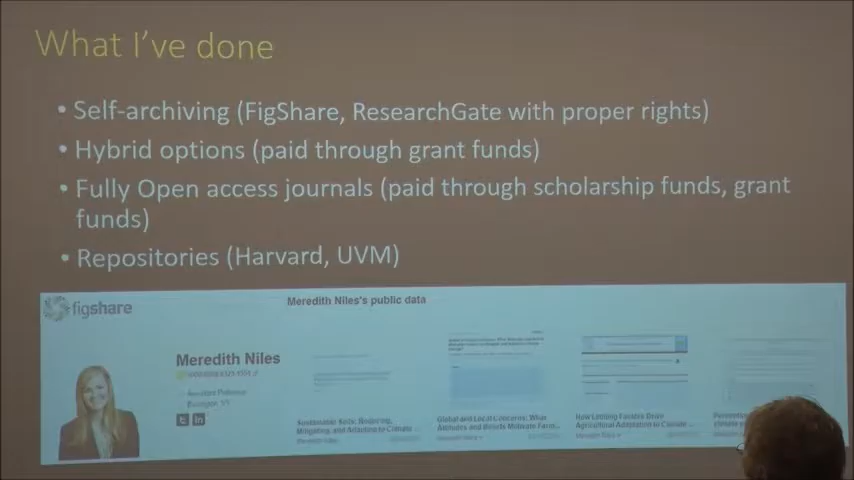 What I've done
• Self-archiving (FigShare, ResearchGate with proper rights)
• Hybrid options (paid through grant funds)
• Fully Open access journals (paid through scholarship funds, grant
funds)
• Repositories (Harvard, UVM)
figshare
Meredith Niles's public data
Meredith Niles
Assistant Professor
Burlington, VT
in
Sustainable Soils: Reducing,
Mitigating, and Adapting to Climate ...
Global and Local Concerns: What
Attitudes and Beliefs Motivate Farm...
How Limiting Factors Drive
Agricultural Adaptation to Climate ...